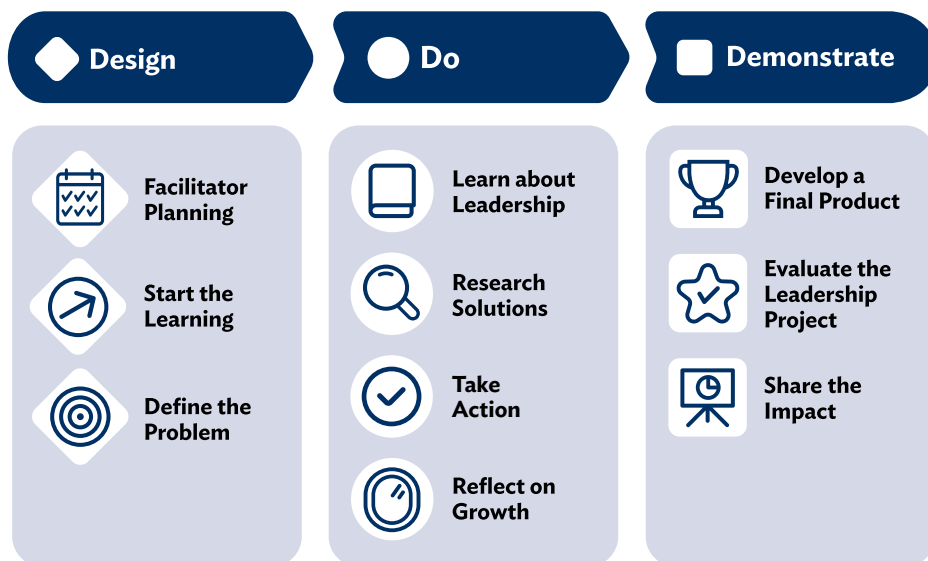 Design
Facilitator
Planning
Start the
Learning
Define the
Problem
Do
Learn about
Leadership
Research
Solutions
Take
Action
Reflect on
Growth
Demonstrate
Develop a
Final Product
Evaluate the
Leadership
Project
Share the
Impact